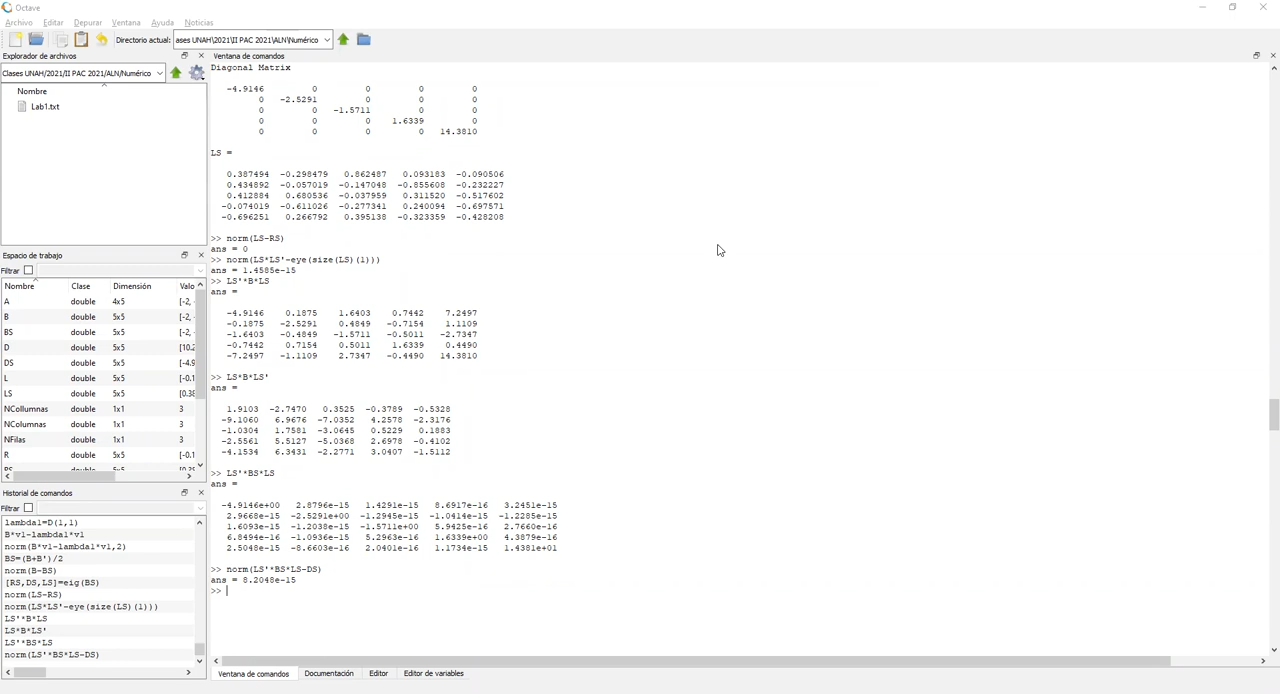 Octave
Archivo Editar Depurar Ventana Ayuda Noticias
Directorio actual: ases UNAH\2021\II PAC 2021\ALN\Numérico
Explorador de archivos
Clases UNAH/2021/II PAC 2021/ALN/Numérico
Nombre
Lab1.txt
Espacio de trabajo
Filtrar
Nombre Clase Dimensión Valo
A double 4x5 [-2, -
B double 5x5 [-2, -
BS double 5x5 [-2, -
D double 5x5 [10.2
DS double 5x5 [-4.9
L double 5x5 [-0.1
LS double 5x5 [0.38
NCollumnas double 1x1 3
NColumnas double 1x1 3
NFilas double 1x1 3
R double 5x5 [-0.1
RS double 5x5 [0.38
Historial de comandos
Filtrar
lambda1=D(1,1)
B*v1-lambda1*v1
norm(B*v1-lambda1*v1,2)
BS=(B+B')/2
norm(B-BS)
[RS,DS,LS]=eig(BS)
norm(LS-RS)
norm(LS*LS'-eye(size(LS)(1)))
LS'*B*LS
LS*B*LS'
LS'*BS*LS
norm(LS'*BS*LS-DS)
Ventana de comandos
Diagonal Matrix
-4.9146 0 0 0 0
0 -2.5291 0 0 0
0 0 -1.5711 0 0
0 0 0 1.6339 0
0 0 0 0 14.3810
LS =
0.387494 -0.298479 0.862487 0.093183 -0.090506
0.434892 -0.057019 -0.147048 -0.855608 -0.232227
0.412884 0.680536 -0.037959 0.311520 -0.517602
-0.074019 -0.611026 -0.277341 0.240094 -0.697571
-0.696251 0.266792 0.395138 -0.323359 -0.428208
>> norm(LS-RS)
ans = 0
>> norm(LS*LS'-eye(size(LS)(1)))
ans = 1.4585e-15
>> LS'*B*LS
ans =
-4.9146 0.1875 1.6403 0.7442 7.2497
-0.1875 -2.5291 0.4849 -0.7154 1.1109
-1.6403 -0.4849 -1.5711 -0.5011 -2.7347
-0.7442 0.7154 0.5011 1.6339 0.4490
-7.2497 -1.1109 2.7347 -0.4490 14.3810
>> LS*B*LS'
ans =
1.9103 -2.7470 0.3525 -0.3789 -0.5328
-9.1060 6.9676 -7.0352 4.2578 -2.3176
-1.0304 1.7581 -3.0645 0.5229 0.1883
-2.5561 5.5127 -5.0368 2.6978 -0.4102
-4.1534 6.3431 -2.2771 3.0407 -1.5112
>> LS'*BS*LS
ans =
-4.9146e+00 2.8796e-15 1.4291e-15 8.6917e-16 3.2451e-15
2.9668e-15 -2.5291e+00 -1.2945e-15 -1.0414e-15 -1.2285e-15
1.6093e-15 -1.2038e-15 -1.5711e+00 5.9425e-16 2.7660e-16
6.8494e-16 -1.0936e-15 5.2963e-16 1.6339e+00 4.3879e-16
2.5048e-15 -8.6603e-16 2.0401e-16 1.1734e-15 1.4381e+01
>> norm(LS'*BS*LS-DS)
ans = 8.2048e-15
>>
Ventana de comandos Documentación Editor Editor de variables